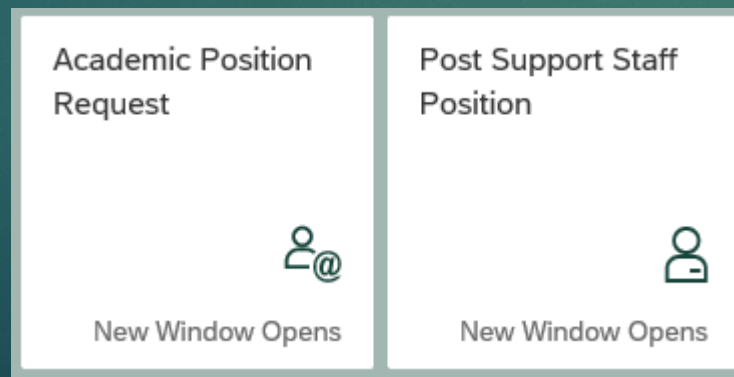 Academic Position
Request
New Window Opens
Post Support Staff
Position
New Window Opens